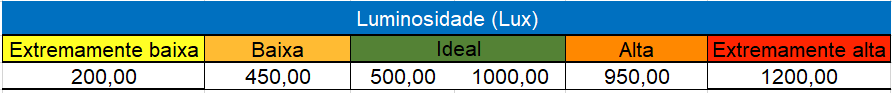 Luminosidade (Lux)
Extremamente baixa Baixa Ideal Alta Extremamente alta
200,00 450,00 500,00 1000,00 950,00 1200,00